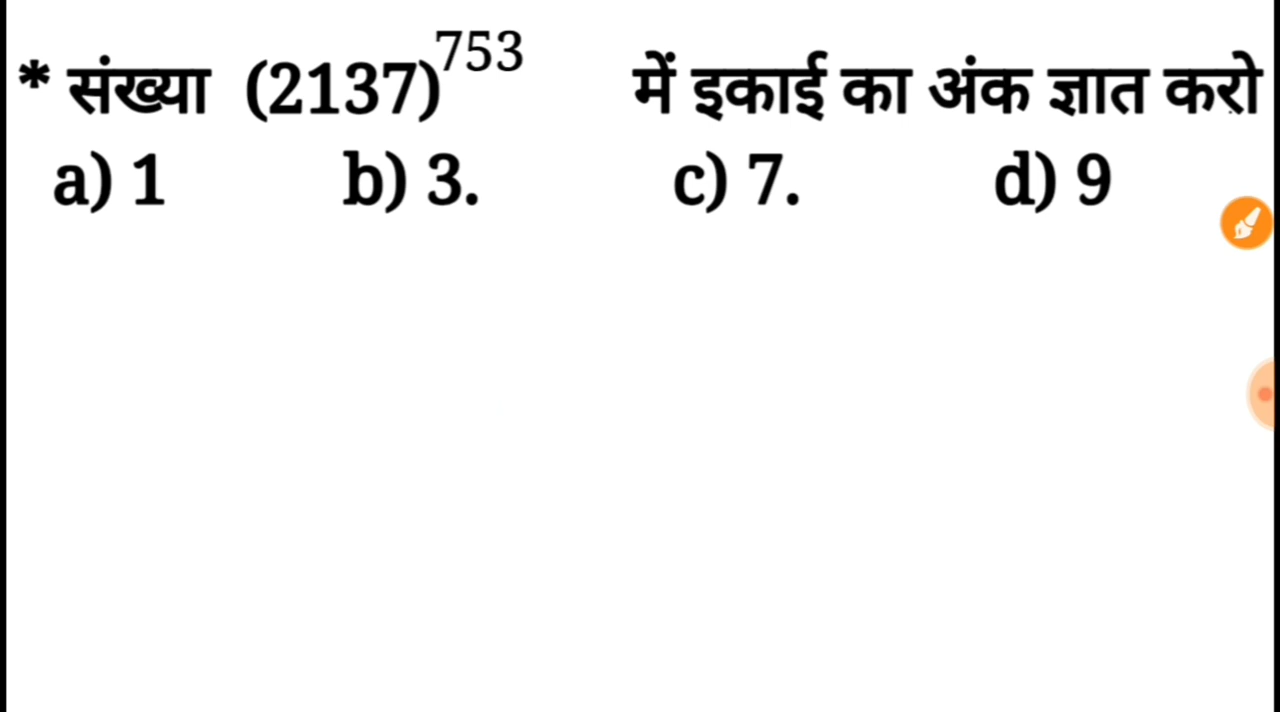 * संख्या (2137)^753 में इकाई का अंक ज्ञात करो
a) 1 b) 3. c) 7. d) 9